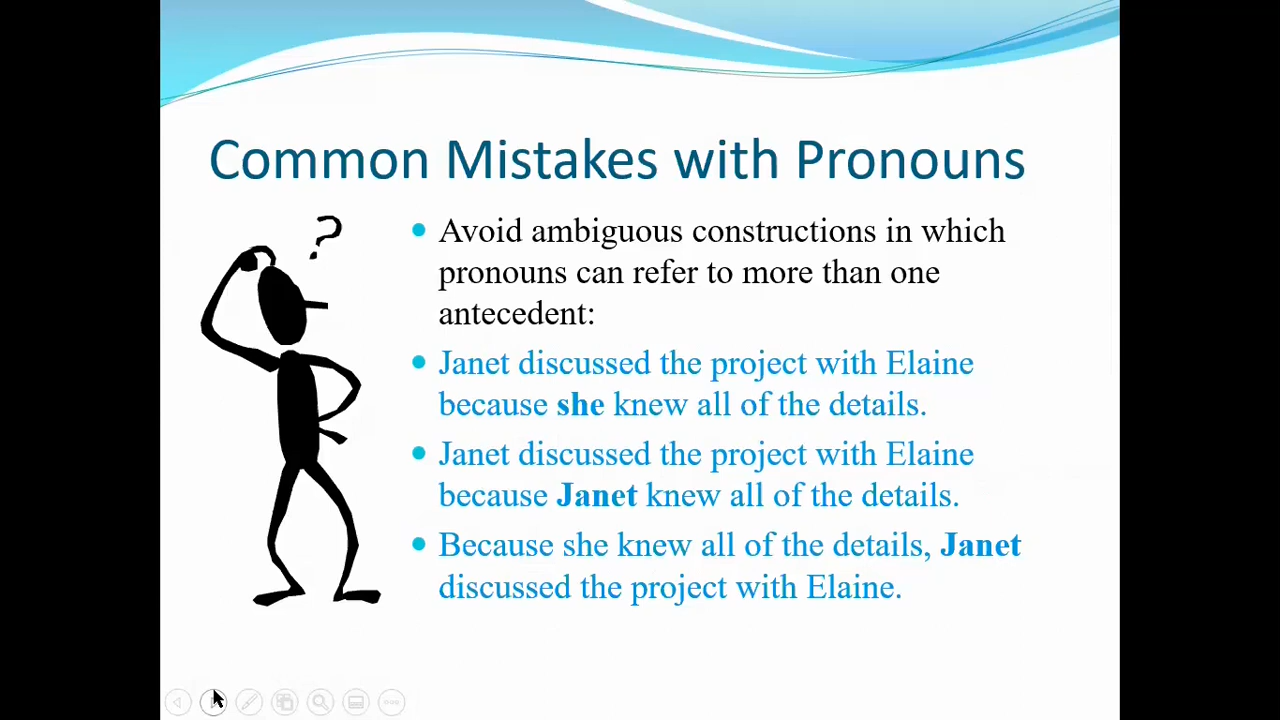 Common Mistakes with Pronouns
?
• Avoid ambiguous constructions in which
pronouns can refer to more than one
antecedent:
• Janet discussed the project with Elaine
because she knew all of the details.
• Janet discussed the project with Elaine
because Janet knew all of the details.
• Because she knew all of the details, Janet
discussed the project with Elaine.